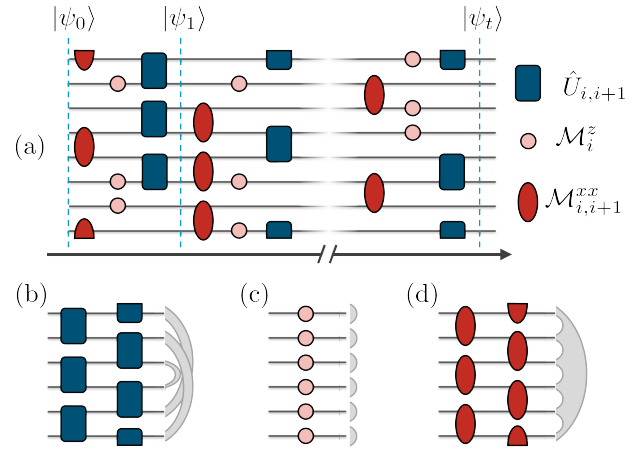 |ψ₀⟩ |ψ₁⟩ |ψₜ⟩
Û_{i,i+1}
(a)
ℳ_i^z
ℳ_{i,i+1}^{xx}
(b) (c) (d)